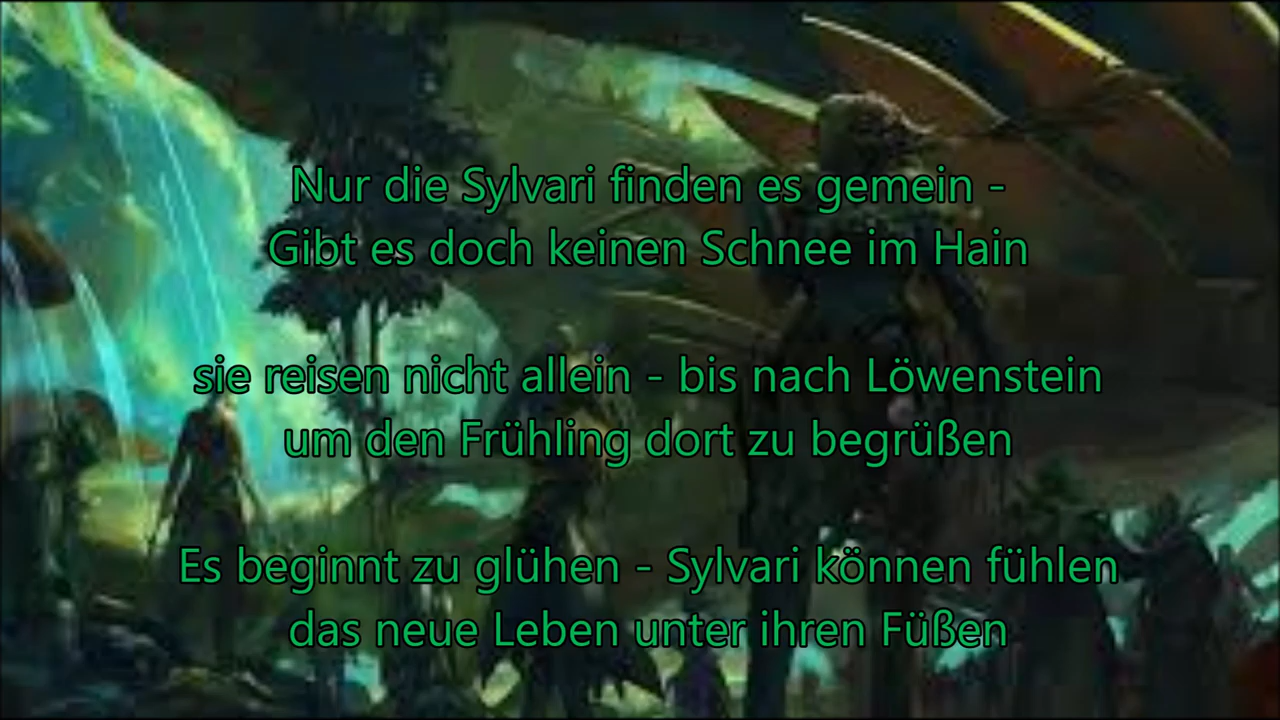 Nur die Sylvari finden es gemein -
Gibt es doch keinen Schnee im Hain
sie reisen nicht allein - bis nach Löwenstein
um den Frühling dort zu begrüßen
Es beginnt zu glühen - Sylvari können fühlen
das neue Leben unter ihren Füßen